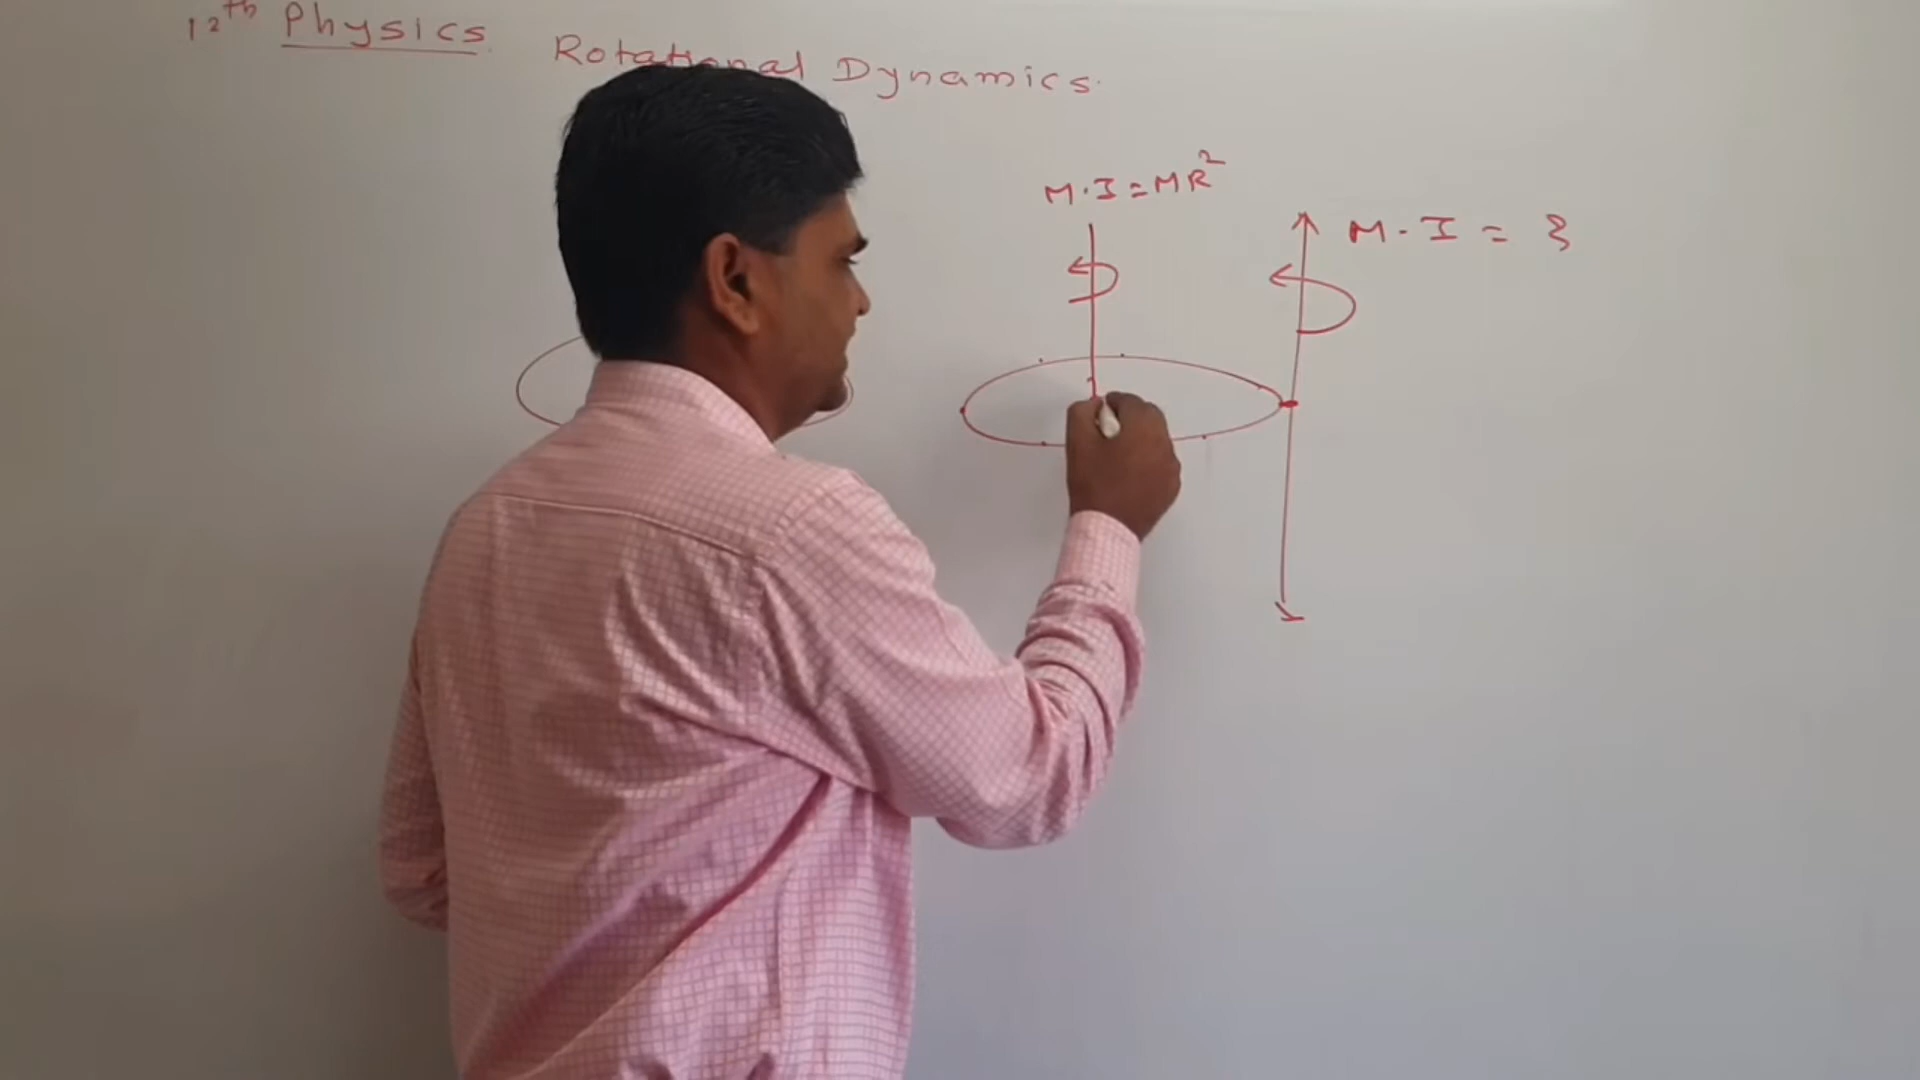 12th Physics
Rotational Dynamics.
M.I = MR²
M.I =